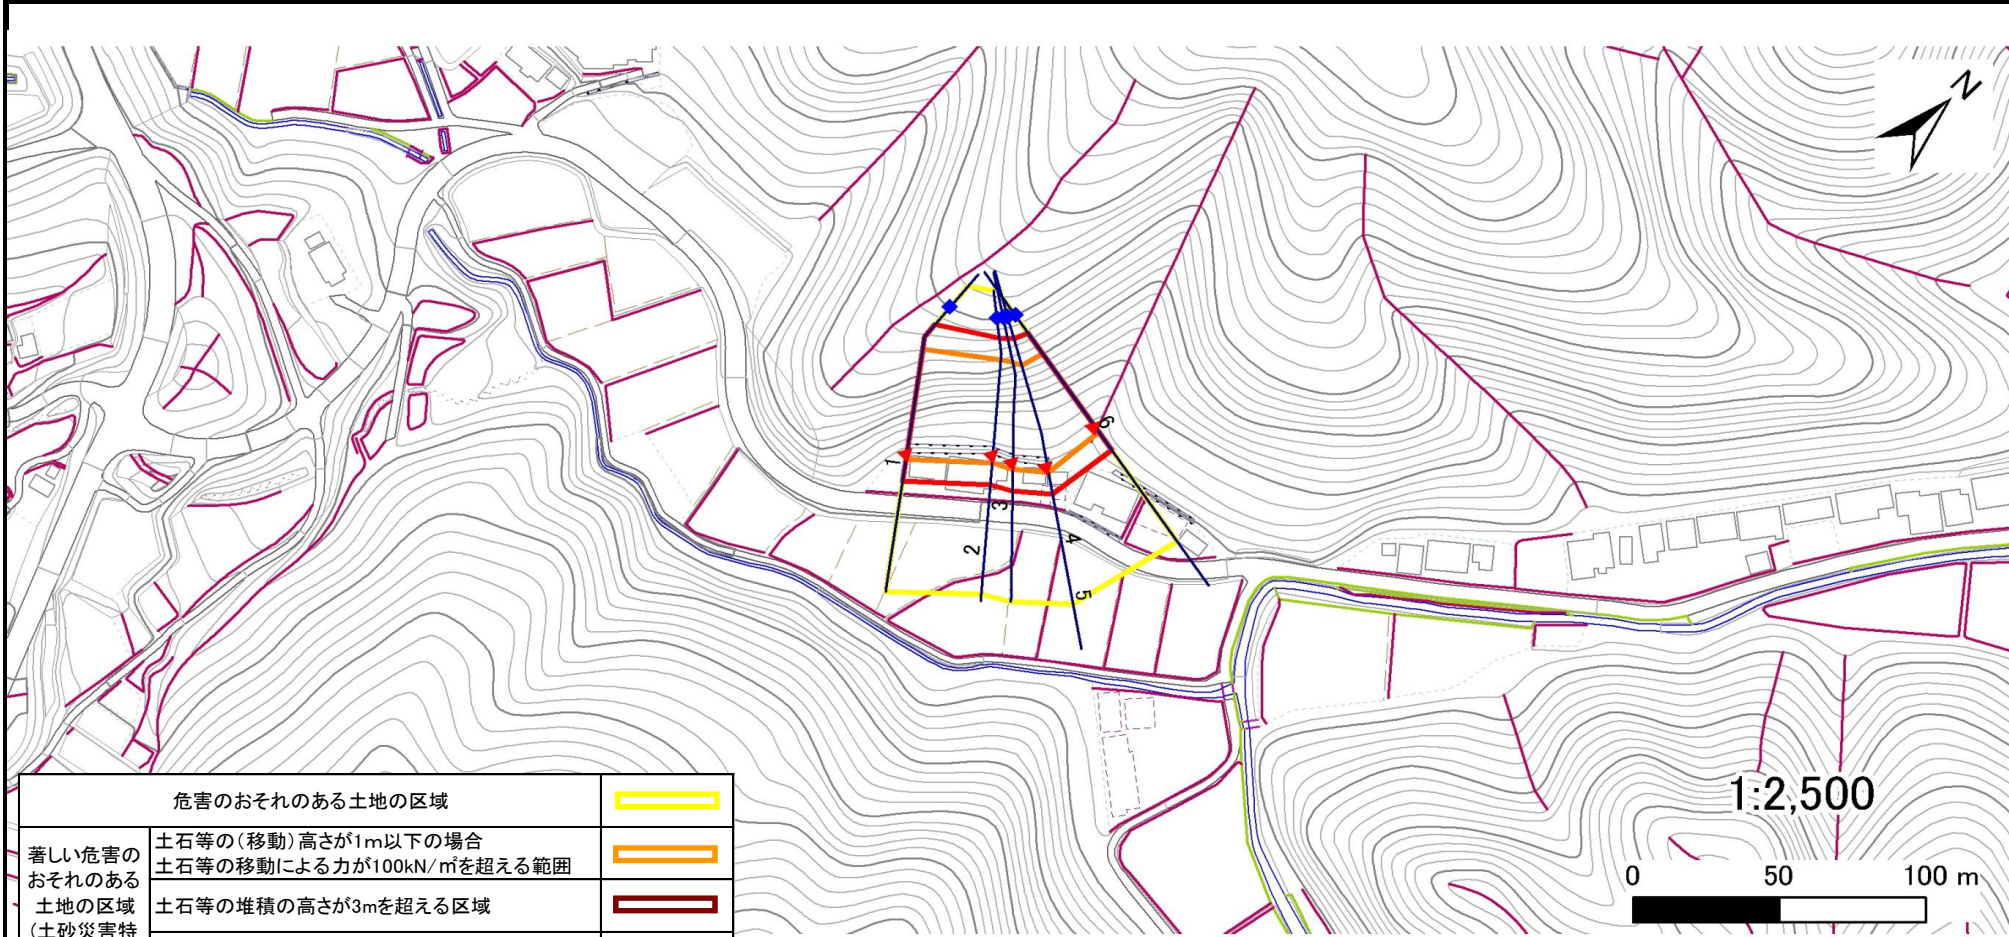 N
1
6
3
2
4
5
1:2,500
0 50 100 m
危害のおそれのある土地の区域
著しい危害の
おそれのある
土地の区域
(土砂災害特
土石等の(移動)高さが1m以下の場合
土石等の移動による力が100kN/㎡を超える範囲
土石等の堆積の高さが3mを超える区域